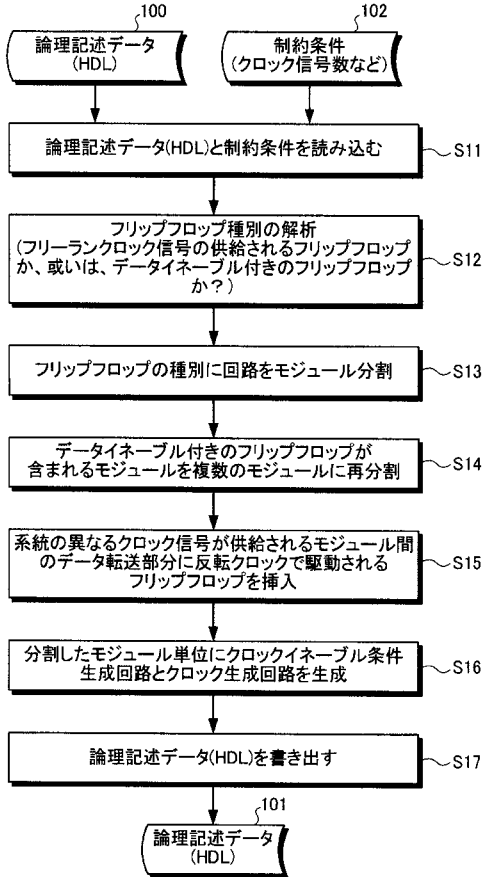 100
論理記述データ
(HDL)
102
制約条件
(クロック信号数など)
論理記述データ(HDL)と制約条件を読み込む
S11
フリップフロップ種別の解析
(フリーランクロック信号の供給されるフリップフロップ
か、或いは、データイネーブル付きのフリップフロップ
か?)
S12
フリップフロップの種別に回路をモジュール分割
S13
データイネーブル付きのフリップフロップが
含まれるモジュールを複数のモジュールに再分割
S14
系統の異なるクロック信号が供給されるモジュール間
のデータ転送部分に反転クロックで駆動される
フリップフロップを挿入
S15
分割したモジュール単位にクロックイネーブル条件
生成回路とクロック生成回路を生成
S16
論理記述データ(HDL)を書き出す
S17
101
論理記述データ
(HDL)